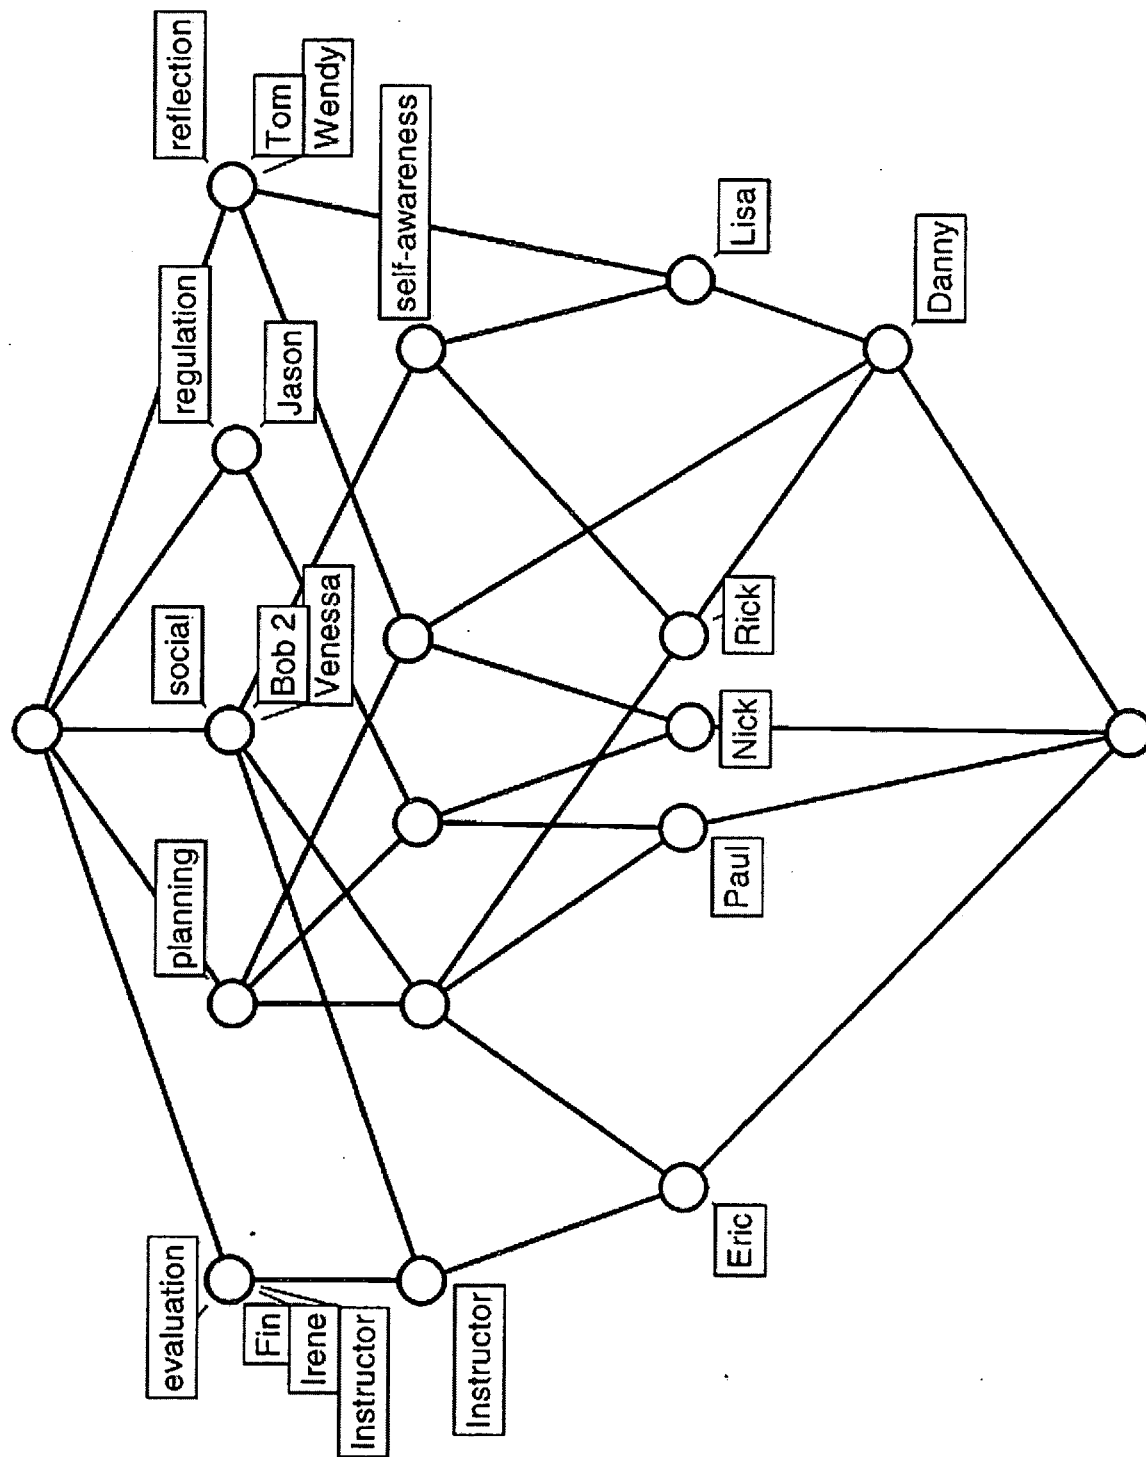 reflection
Tom
Wendy
regulation
Jason
self-awareness
social
Bob 2
Venessa
planning
evaluation
Fin
Irene
Instructor
Instructor
Lisa
Danny
Rick
Nick
Paul
Eric